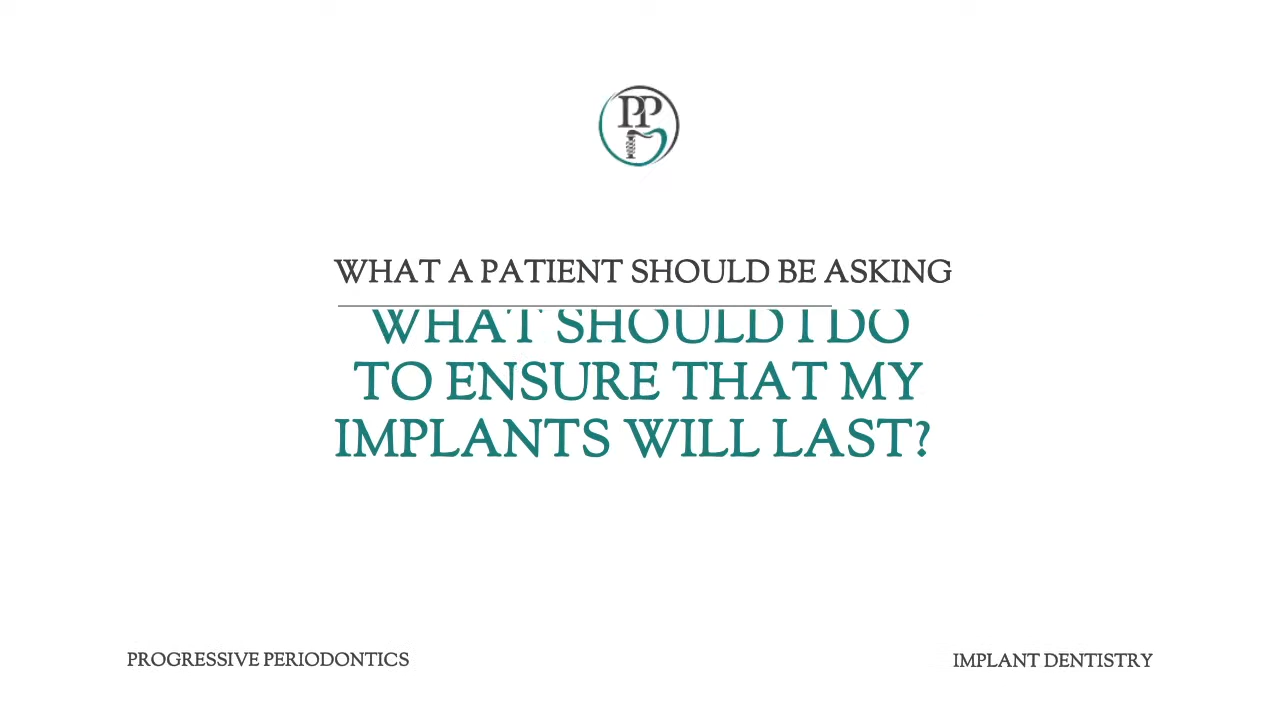 PP
WHAT A PATIENT SHOULD BE ASKING
WHAT SHOULD I DO
TO ENSURE THAT MY
IMPLANTS WILL LAST?
PROGRESSIVE PERIODONTICS
IMPLANT DENTISTRY